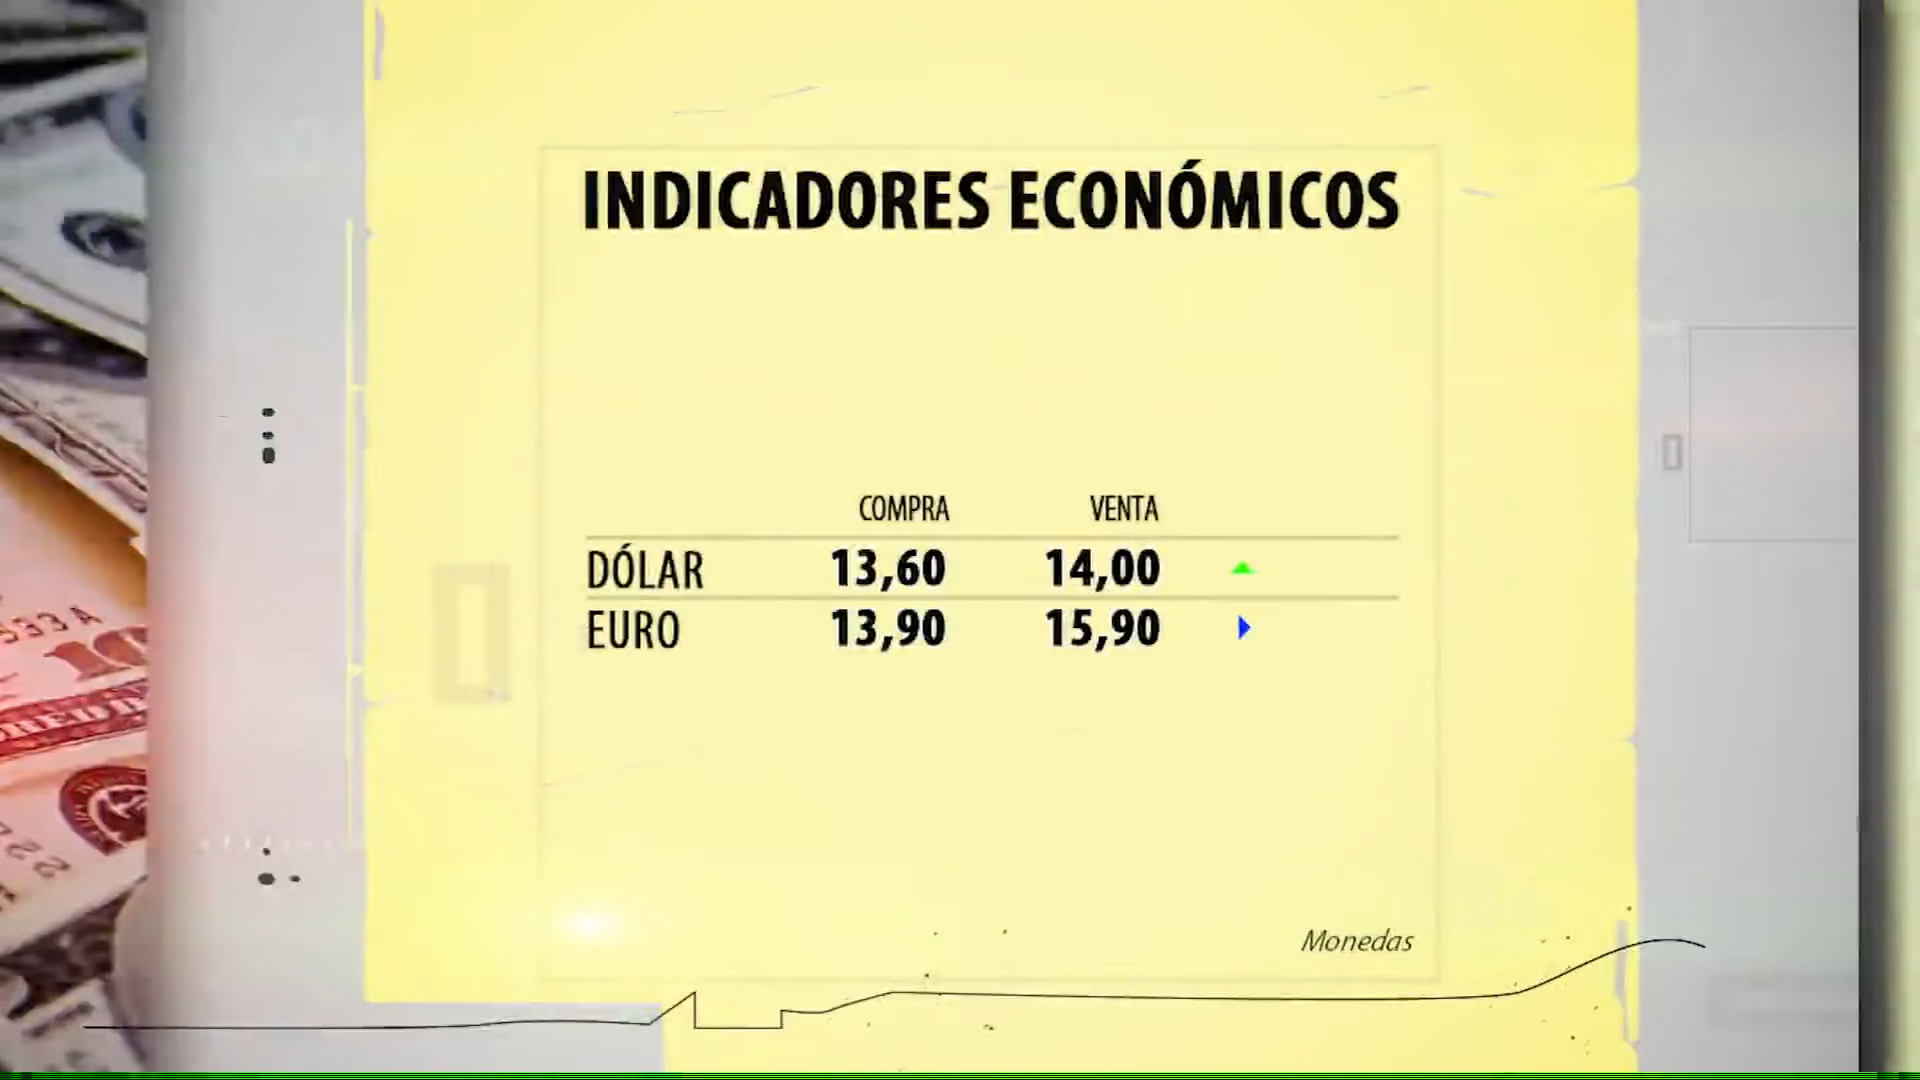 INDICADORES ECONÓMICOS
COMPRA VENTA
DÓLAR 13,60 14,00
EURO 13,90 15,90
Monedas